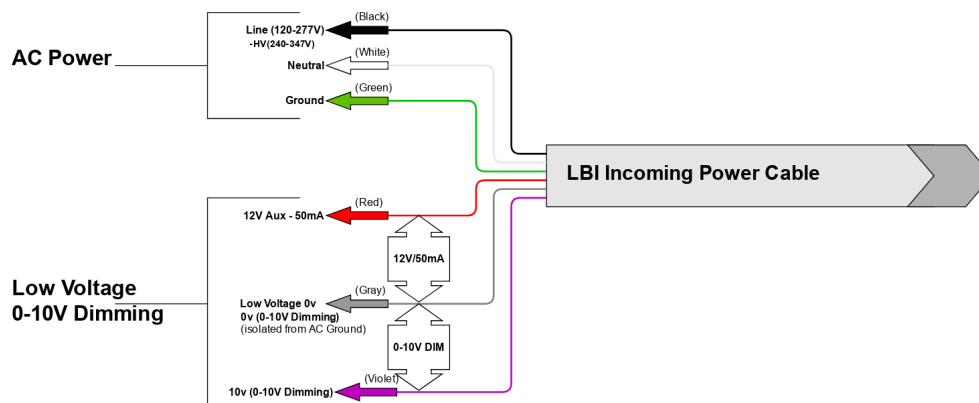 AC Power
Line (120-277V)
-HV(240-347V)
(Black)
Neutral
(White)
Ground
(Green)
LBI Incoming Power Cable
Low Voltage
0-10V Dimming
12V Aux - 50mA
(Red)
12V/50mA
Low Voltage 0v
0v (0-10V Dimming)
(isolated from AC Ground)
(Gray)
0-10V DIM
10v (0-10V Dimming)
(Violet)